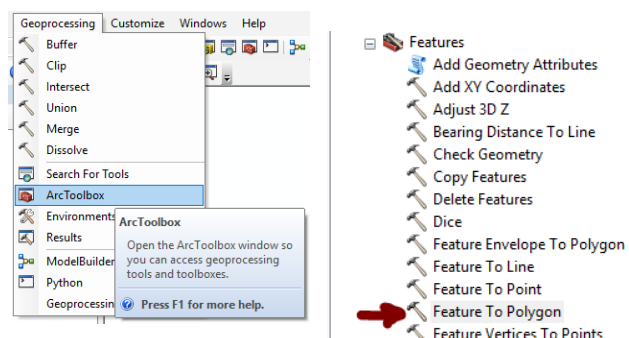 Geoprocessing Customize Windows Help
Buffer
Clip
Intersect
Union
Merge
Dissolve
Search For Tools
ArcToolbox
Environments
Results
ModelBuilder
Python
Geoprocessin
ArcToolbox
Open the ArcToolbox window so
you can access geoprocessing
tools and toolboxes.
Press F1 for more help.
Features
Add Geometry Attributes
Add XY Coordinates
Adjust 3D Z
Bearing Distance To Line
Check Geometry
Copy Features
Delete Features
Dice
Feature Envelope To Polygon
Feature To Line
Feature To Point
Feature To Polygon
Feature Vertices To Points